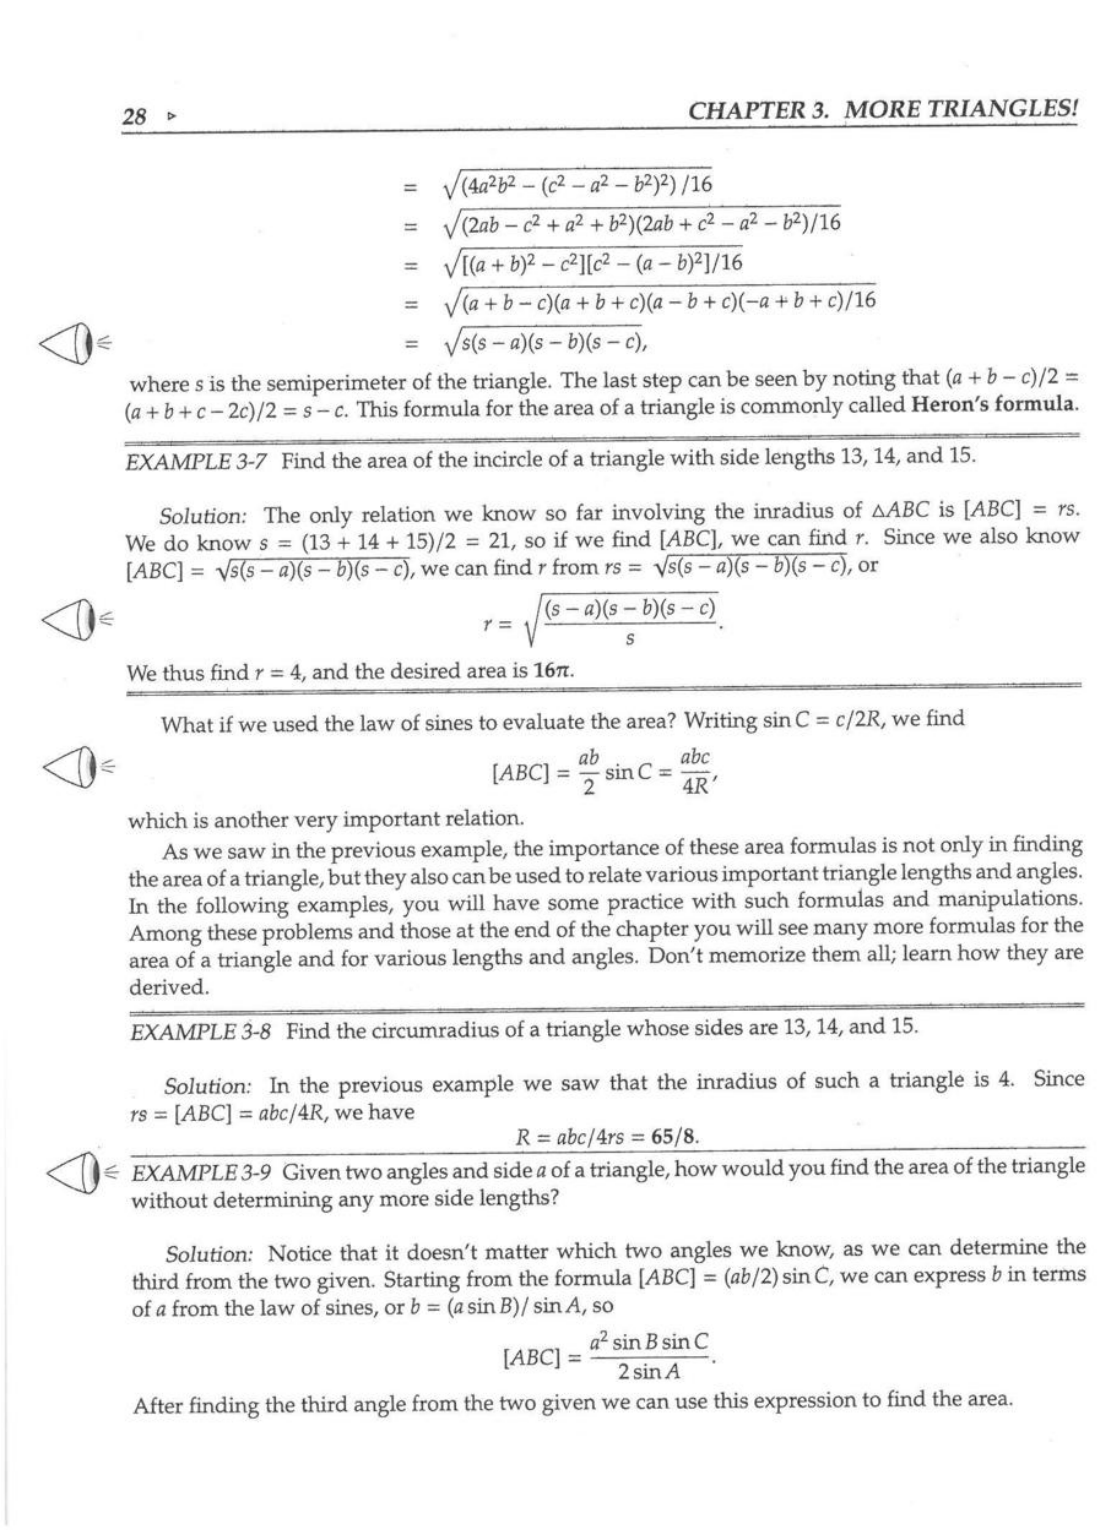 28 ▹ CHAPTER 3. MORE TRIANGLES!
= √(4a²b² − (c² − a² − b²)²) /16
= √(2ab − c² + a² + b²)(2ab + c² − a² − b²)/16
= √[(a + b)² − c²][c² − (a − b)²]/16
= √(a + b − c)(a + b + c)(a − b + c)(−a + b + c)/16
= √s(s − a)(s − b)(s − c),
where s is the semiperimeter of the triangle. The last step can be seen by noting that (a + b − c)/2 =
(a + b + c − 2c)/2 = s − c. This formula for the area of a triangle is commonly called Heron's formula.
EXAMPLE 3-7 Find the area of the incircle of a triangle with side lengths 13, 14, and 15.
Solution: The only relation we know so far involving the inradius of △ABC is [ABC] = rs.
We do know s = (13 + 14 + 15)/2 = 21, so if we find [ABC], we can find r. Since we also know
[ABC] = √s(s − a)(s − b)(s − c), we can find r from rs = √s(s − a)(s − b)(s − c), or
r = √(s − a)(s − b)(s − c)/s.
We thus find r = 4, and the desired area is 16π.
What if we used the law of sines to evaluate the area? Writing sin C = c/2R, we find
[ABC] = ab/2 sin C = abc/4R,
which is another very important relation.
As we saw in the previous example, the importance of these area formulas is not only in finding
the area of a triangle, but they also can be used to relate various important triangle lengths and angles.
In the following examples, you will have some practice with such formulas and manipulations.
Among these problems and those at the end of the chapter you will see many more formulas for the
area of a triangle and for various lengths and angles. Don't memorize them all; learn how they are
derived.
EXAMPLE 3-8 Find the circumradius of a triangle whose sides are 13, 14, and 15.
Solution: In the previous example we saw that the inradius of such a triangle is 4. Since
rs = [ABC] = abc/4R, we have
R = abc/4rs = 65/8.
EXAMPLE 3-9 Given two angles and side a of a triangle, how would you find the area of the triangle
without determining any more side lengths?
Solution: Notice that it doesn't matter which two angles we know, as we can determine the
third from the two given. Starting from the formula [ABC] = (ab/2) sin C, we can express b in terms
of a from the law of sines, or b = (a sin B)/ sin A, so
[ABC] = a² sin B sin C/2 sin A.
After finding the third angle from the two given we can use this expression to find the area.